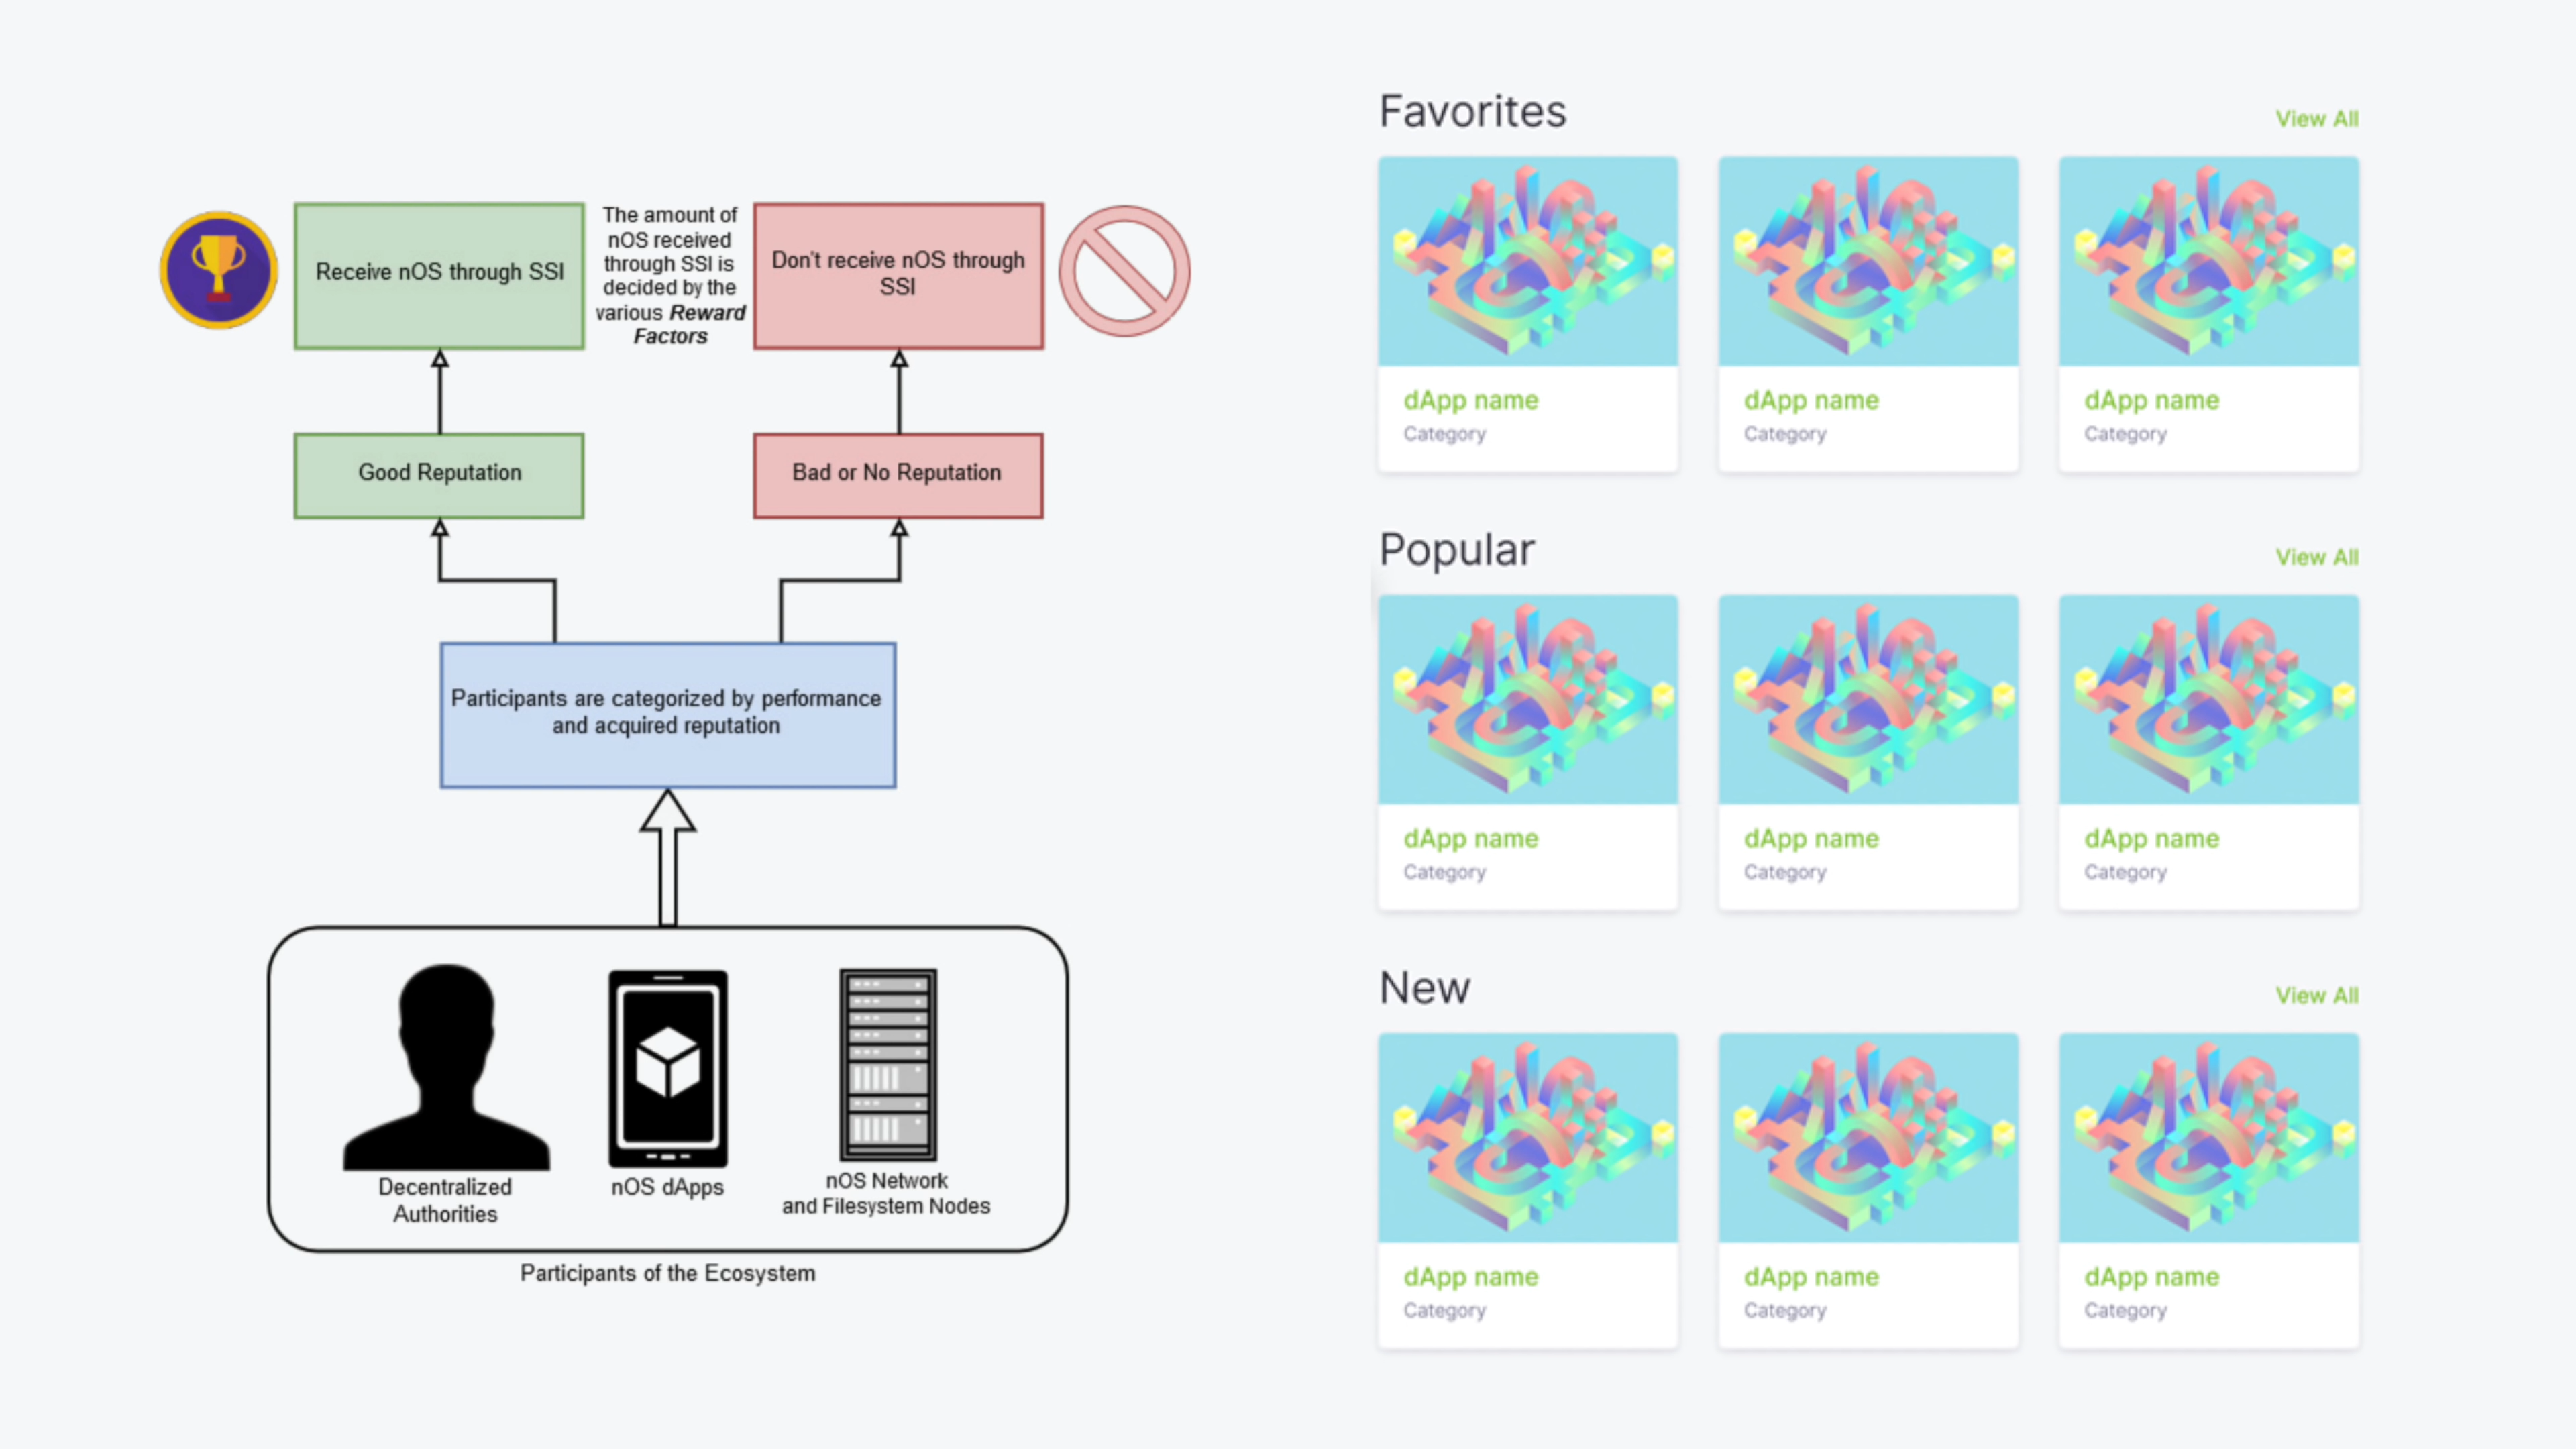 Receive nOS through SSI
The amount of
nOS received
through SSI is
decided by the
various Reward
Factors
Don't receive nOS through
SSI
Good Reputation
Bad or No Reputation
Participants are categorized by performance
and acquired reputation
Decentralized
Authorities
nOS dApps
nOS Network
and Filesystem Nodes
Participants of the Ecosystem
Favorites
View All
dApp name
Category
dApp name
Category
dApp name
Category
Popular
View All
dApp name
Category
dApp name
Category
dApp name
Category
New
View All
dApp name
Category
dApp name
Category
dApp name
Category